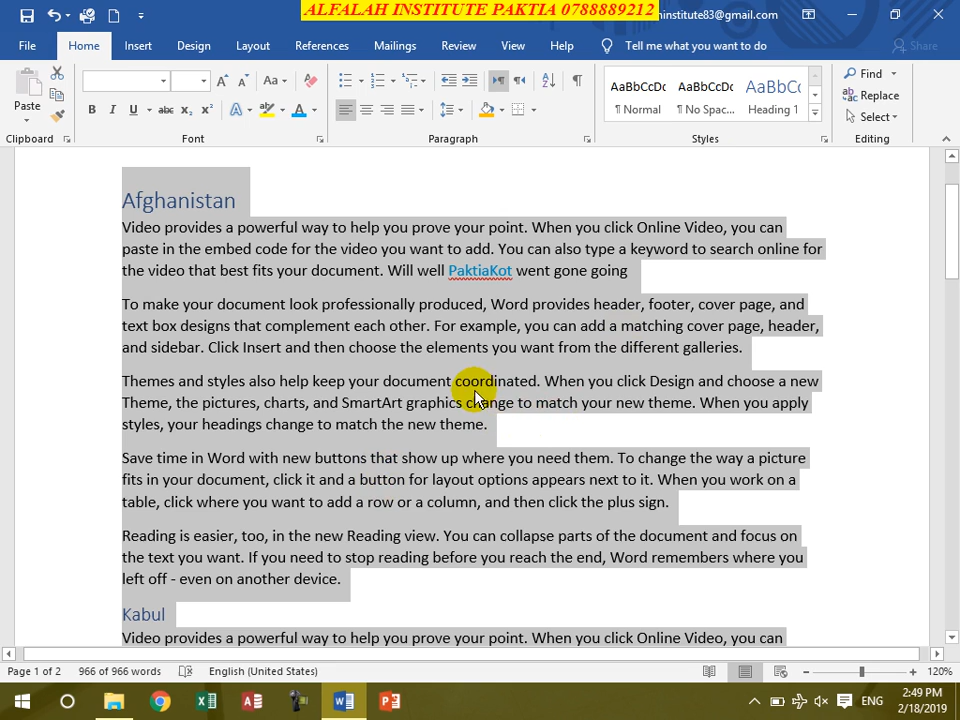 ALFALAH INSTITUTE PAKTIA 0788889212
hinstitute83@gmail.com
File Home Insert Design Layout References Mailings Review View Help Tell me what you want to do Share
Paste
Aa
B I U abc X₂ X² A A
AaBbCcDc AaBbCcDc AaBbC
¶ Normal ¶ No Spac... Heading 1
Find
Replace
Select
Clipboard Font Paragraph Styles Editing
Afghanistan
Video provides a powerful way to help you prove your point. When you click Online Video, you can
paste in the embed code for the video you want to add. You can also type a keyword to search online for
the video that best fits your document. Will well PaktiaKot went gone going
To make your document look professionally produced, Word provides header, footer, cover page, and
text box designs that complement each other. For example, you can add a matching cover page, header,
and sidebar. Click Insert and then choose the elements you want from the different galleries.
Themes and styles also help keep your document coordinated. When you click Design and choose a new
Theme, the pictures, charts, and SmartArt graphics change to match your new theme. When you apply
styles, your headings change to match the new theme.
Save time in Word with new buttons that show up where you need them. To change the way a picture
fits in your document, click it and a button for layout options appears next to it. When you work on a
table, click where you want to add a row or a column, and then click the plus sign.
Reading is easier, too, in the new Reading view. You can collapse parts of the document and focus on
the text you want. If you need to stop reading before you reach the end, Word remembers where you
left off - even on another device.
Kabul
Video provides a powerful way to help you prove your point. When you click Online Video, you can
Page 1 of 2 966 of 966 words English (United States) 120%
ENG
2:49 PM
2/18/2019